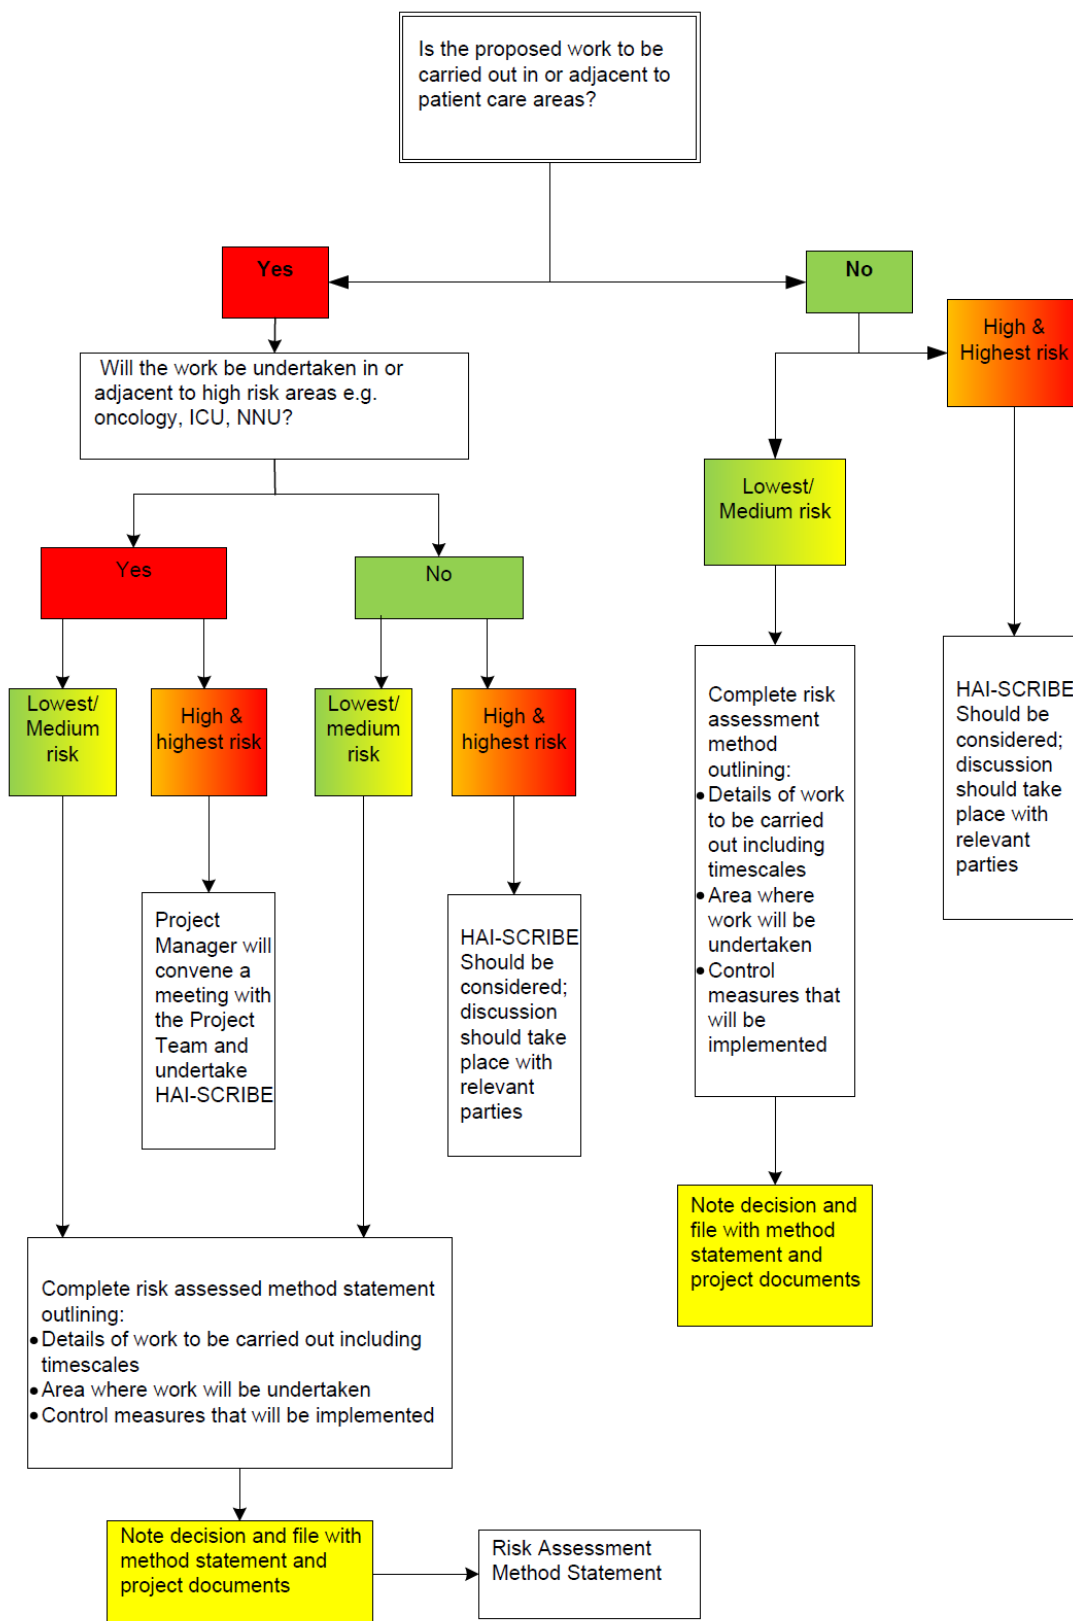 Is the proposed work to be
carried out in or adjacent to
patient care areas?
Yes
No
High &
Highest risk
Will the work be undertaken in or
adjacent to high risk areas e.g.
oncology, ICU, NNU?
Lowest/
Medium risk
Yes
No
Lowest/
Medium
risk
High &
highest risk
Lowest/
medium
risk
High &
highest risk
Complete risk
assessment
method
outlining:
• Details of work
to be carried
out including
timescales
• Area where
work will be
undertaken
• Control
measures that
will be
implemented
HAI-SCRIBE
Should be
considered;
discussion
should take
place with
relevant
parties
Project
Manager will
convene a
meeting with
the Project
Team and
undertake
HAI-SCRIBE
HAI-SCRIBE
Should be
considered;
discussion
should take
place with
relevant
parties
Note decision and
file with method
statement and
project documents
Complete risk assessed method statement
outlining:
• Details of work to be carried out including
timescales
• Area where work will be undertaken
• Control measures that will be implemented
Note decision and file with
method statement and
project documents
Risk Assessment
Method Statement